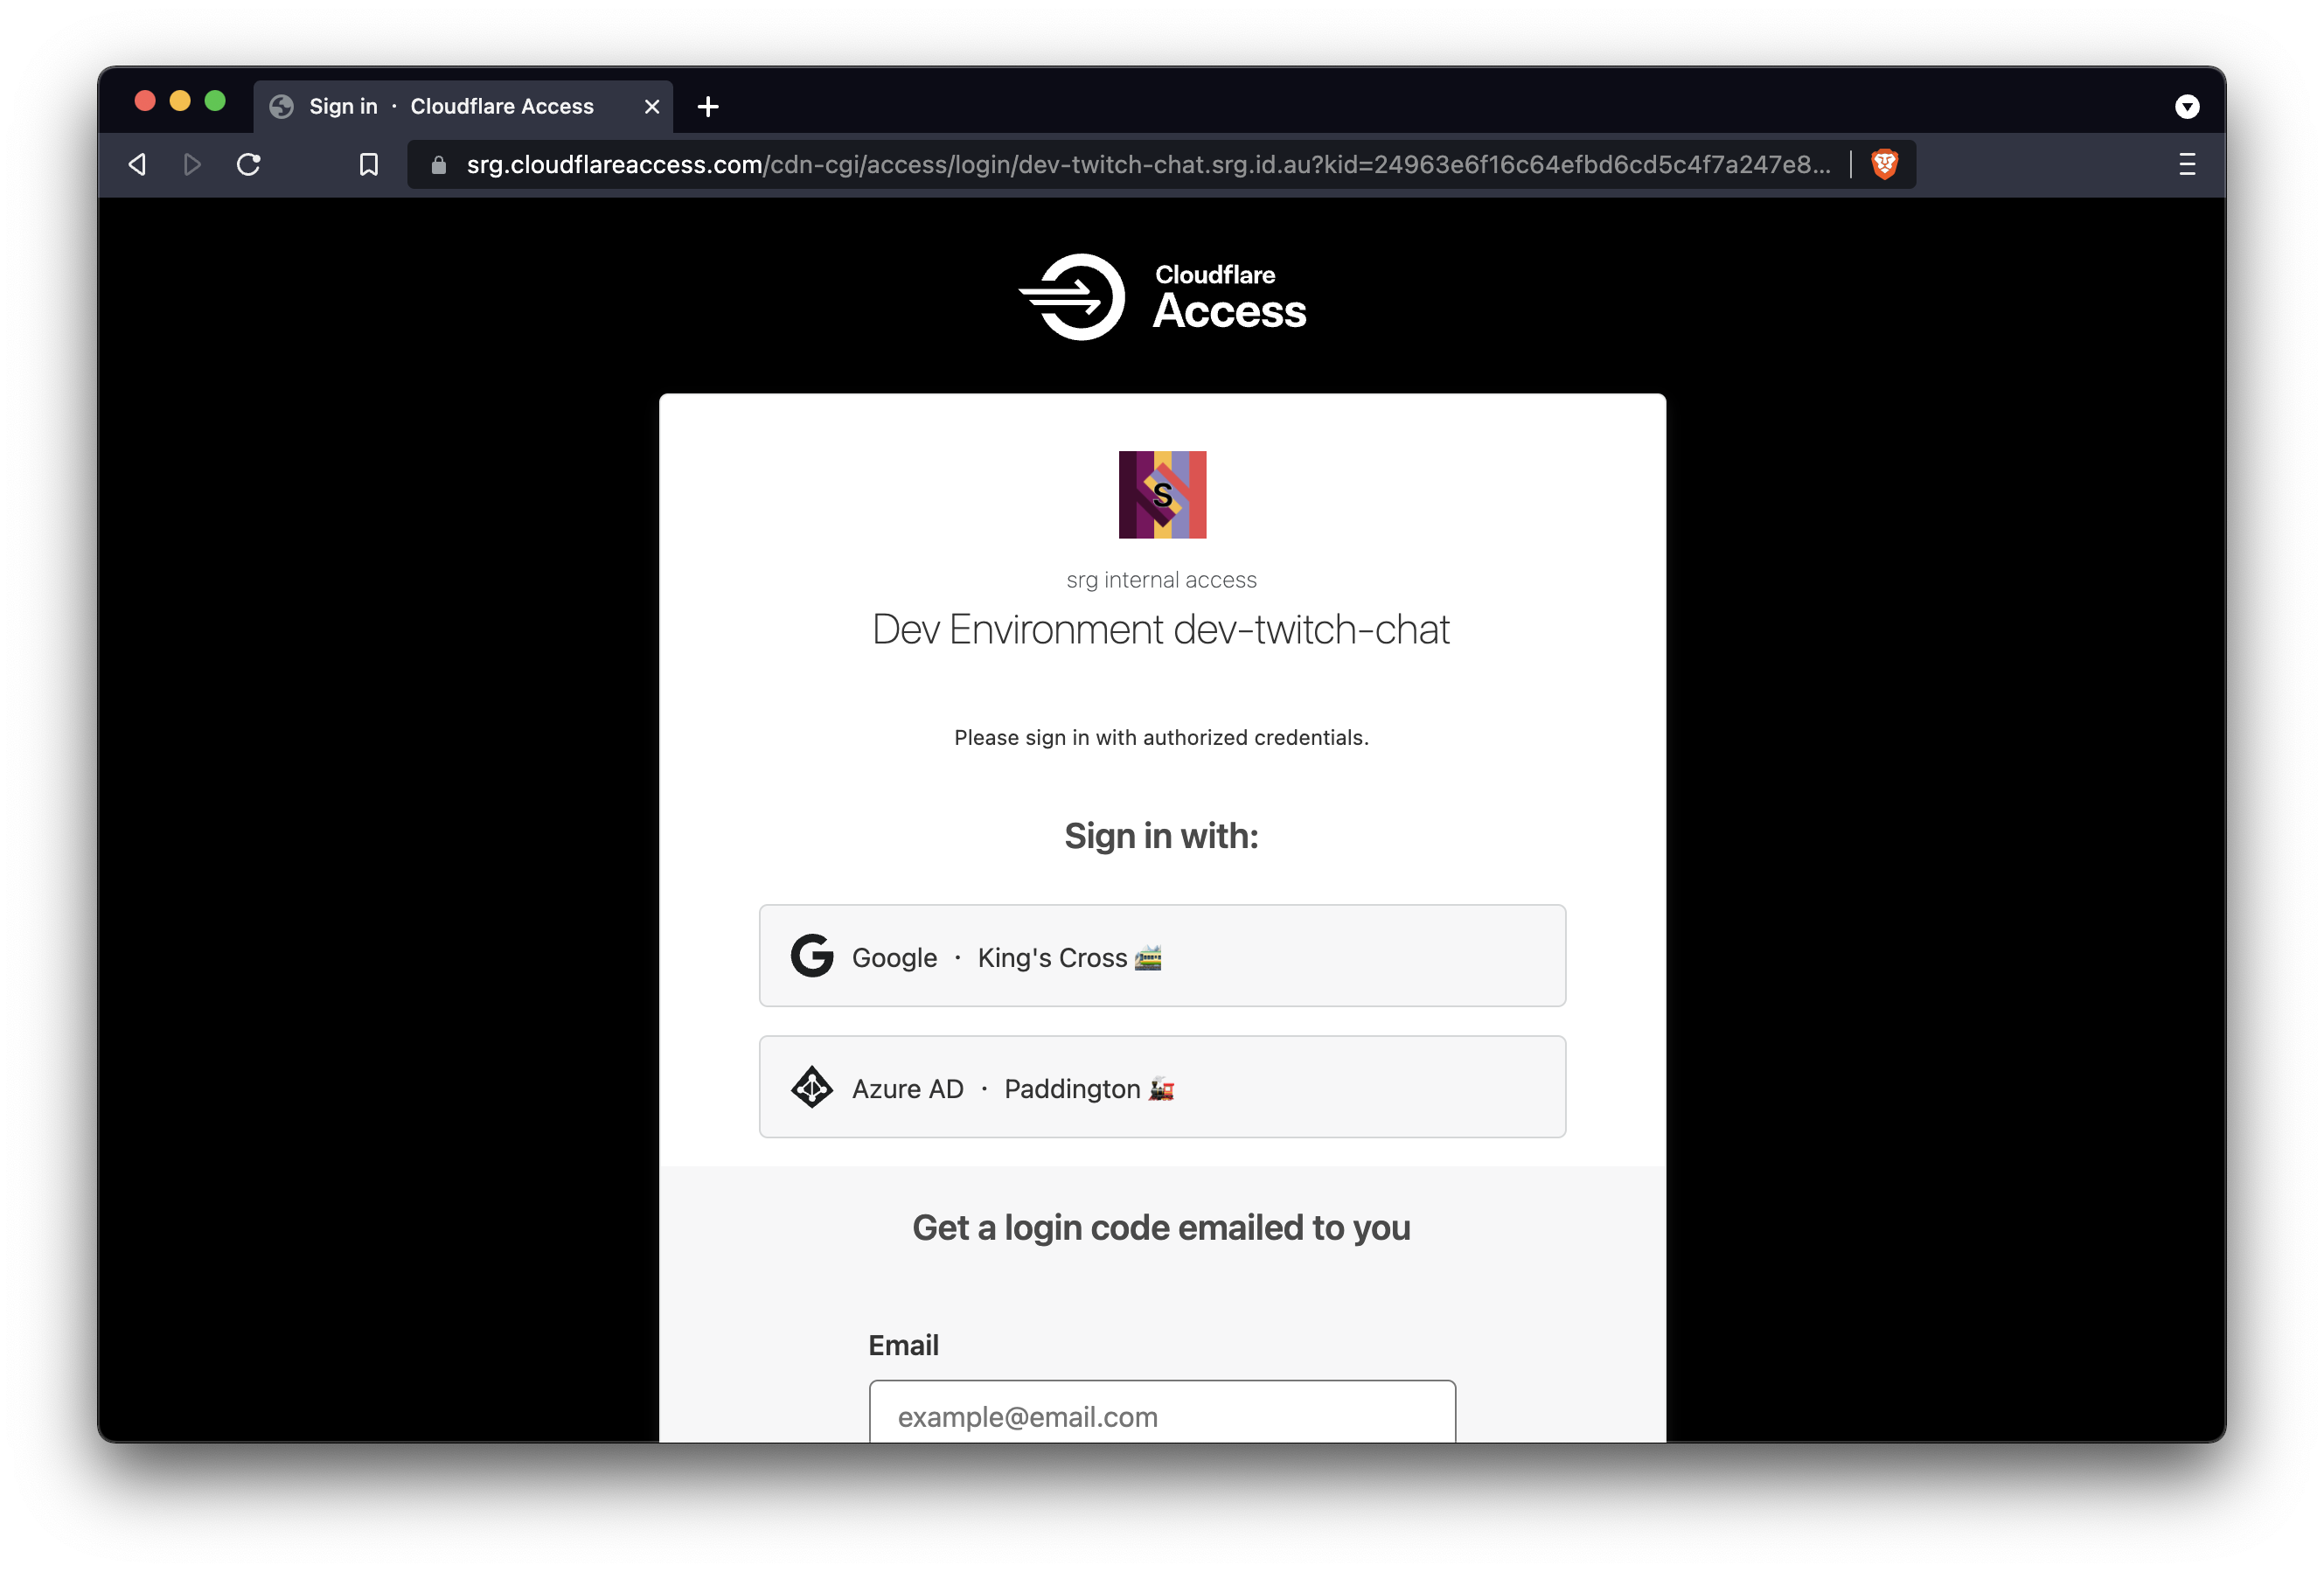 Sign in · Cloudflare Access
srg.cloudflareaccess.com/cdn-cgi/access/login/dev-twitch-chat.srg.id.au?kid=24963e6f16c64efbd6cd5c4f7a247e8...
Cloudflare
Access
S
srg internal access
Dev Environment dev-twitch-chat
Please sign in with authorized credentials.
Sign in with:
Google · King's Cross 🚞
Azure AD · Paddington 🚂
Get a login code emailed to you
Email
example@email.com